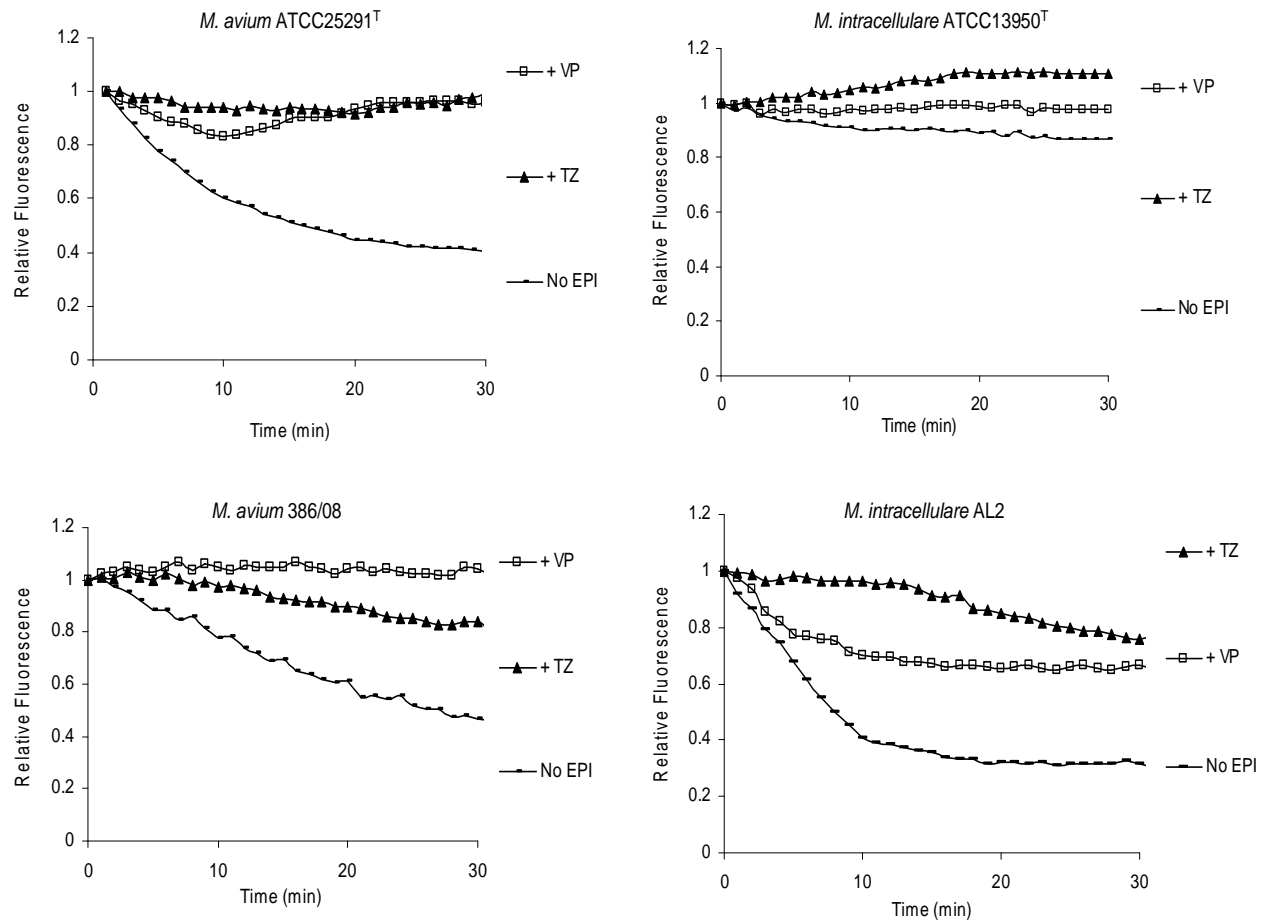 M. avium ATCC25291T
1.2
1
0.8
0.6
0.4
0.2
0
Relative Fluorescence
0 10 20 30
Time (min)
+ VP
+ TZ
No EPI
M. intracellulare ATCC13950T
1.2
1
0.8
0.6
0.4
0.2
0
Relative Fluorescence
0 10 20 30
Time (min)
+ VP
+ TZ
No EPI
M. avium 386/08
1.2
1
0.8
0.6
0.4
0.2
0
Relative Fluorescence
0 10 20 30
Time (min)
+ VP
+ TZ
No EPI
M. intracellulare AL2
1.2
1
0.8
0.6
0.4
0.2
0
Relative Fluorescence
0 10 20 30
Time (min)
+ TZ
+ VP
No EPI